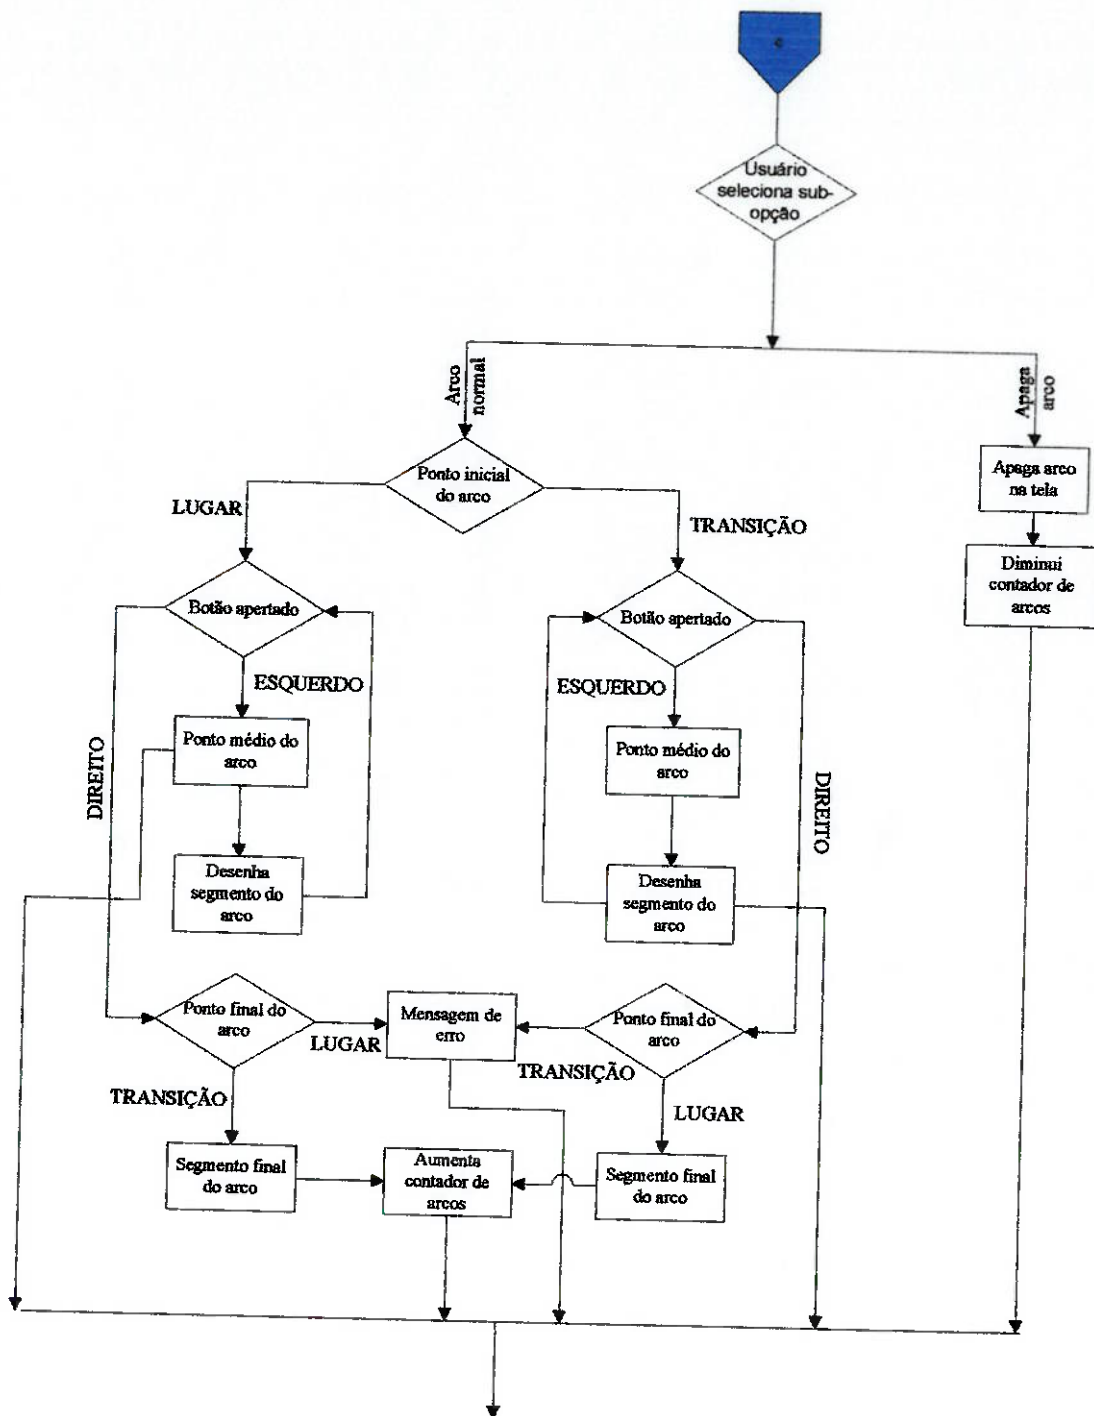 c
Usuário
seleciona sub-
opção
Arco
normal
Apaga
arco
Ponto inicial
do arco
Apaga arco
na tela
LUGAR
TRANSIÇÃO
Diminui
contador de
arcos
Botão apertado
Botão apertado
ESQUERDO
ESQUERDO
Ponto médio do
arco
Ponto médio do
arco
DIREITO
DIREITO
Desenha
segmento do
arco
Desenha
segmento do
arco
Ponto final do
arco
Mensagem de
erro
Ponto final do
arco
LUGAR
TRANSIÇÃO
TRANSIÇÃO
LUGAR
Segmento final
do arco
Aumenta
contador de
arcos
Segmento final
do arco